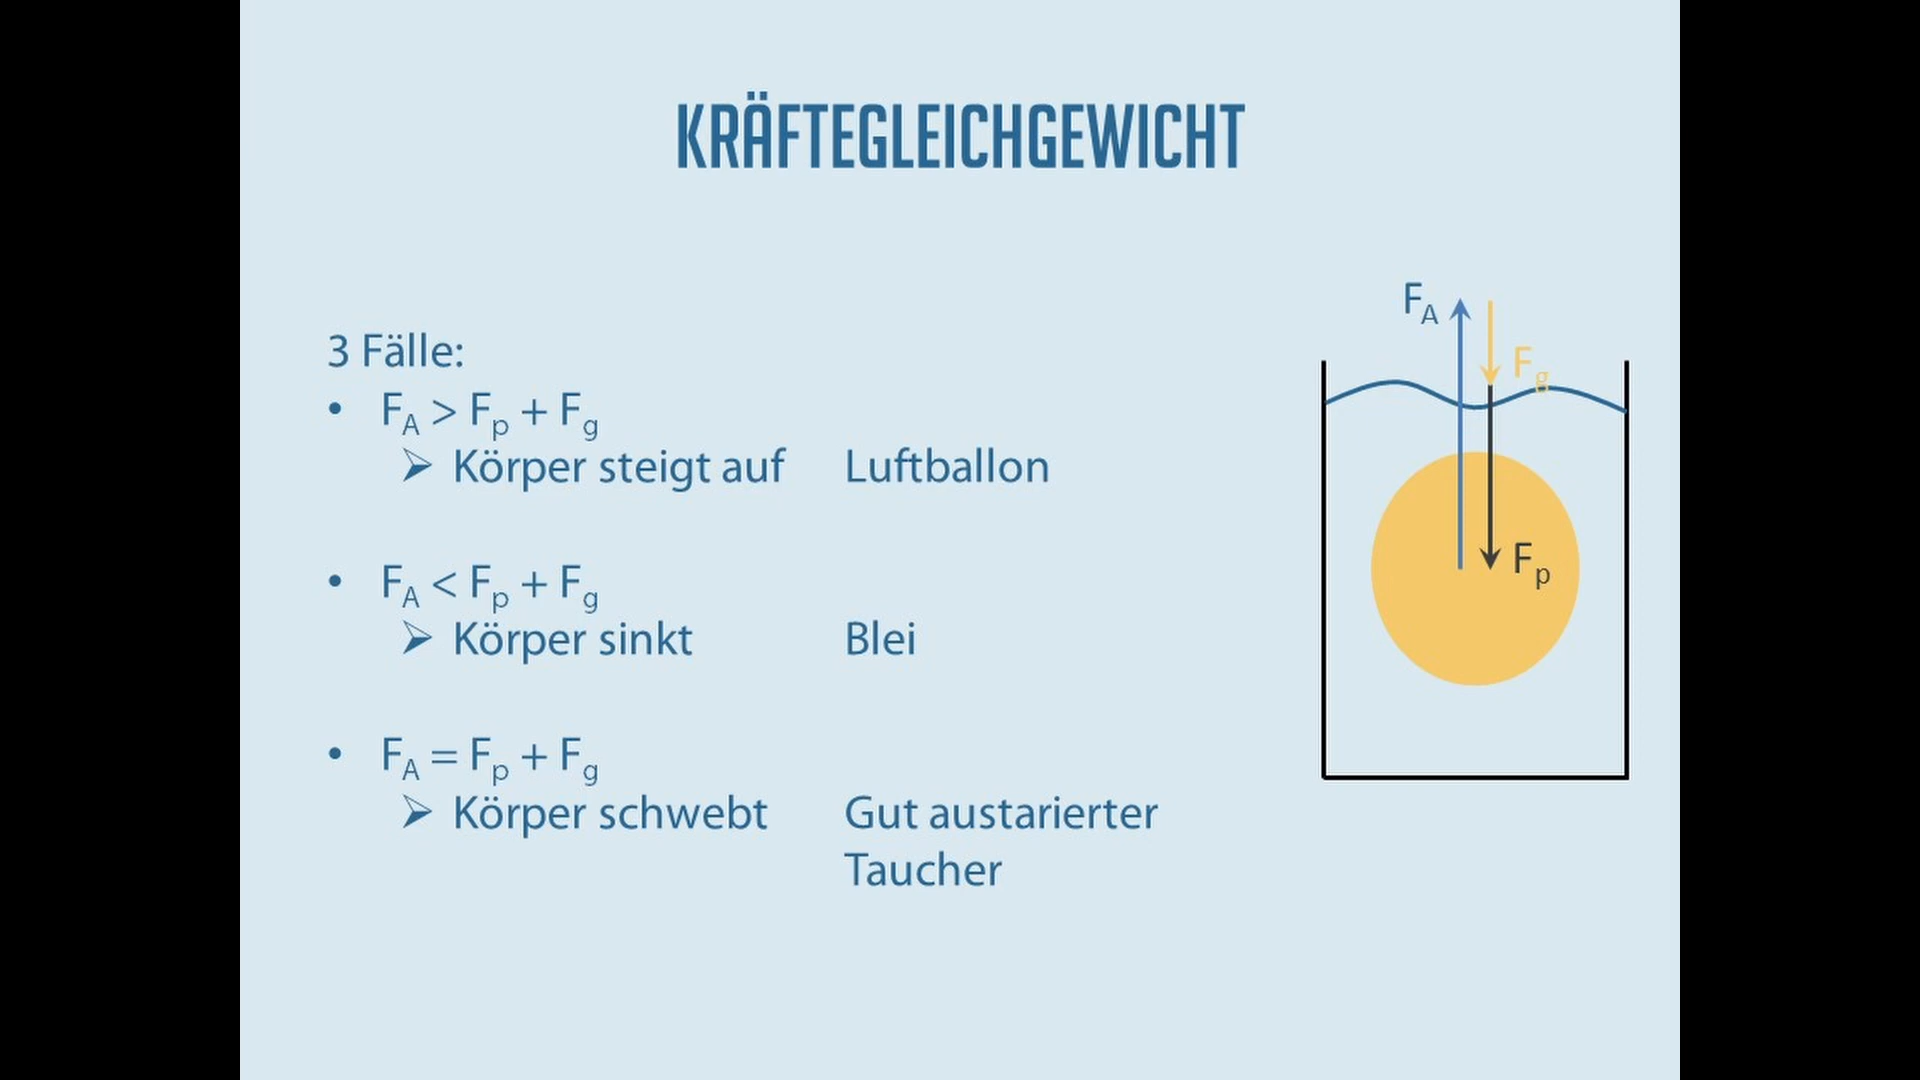 KRÄFTEGLEICHGEWICHT
3 Fälle:
• F_A > F_p + F_g
➢ Körper steigt auf Luftballon
• F_A < F_p + F_g
➢ Körper sinkt Blei
• F_A = F_p + F_g
➢ Körper schwebt Gut austarierter
Taucher
F_A
F_g
F_p